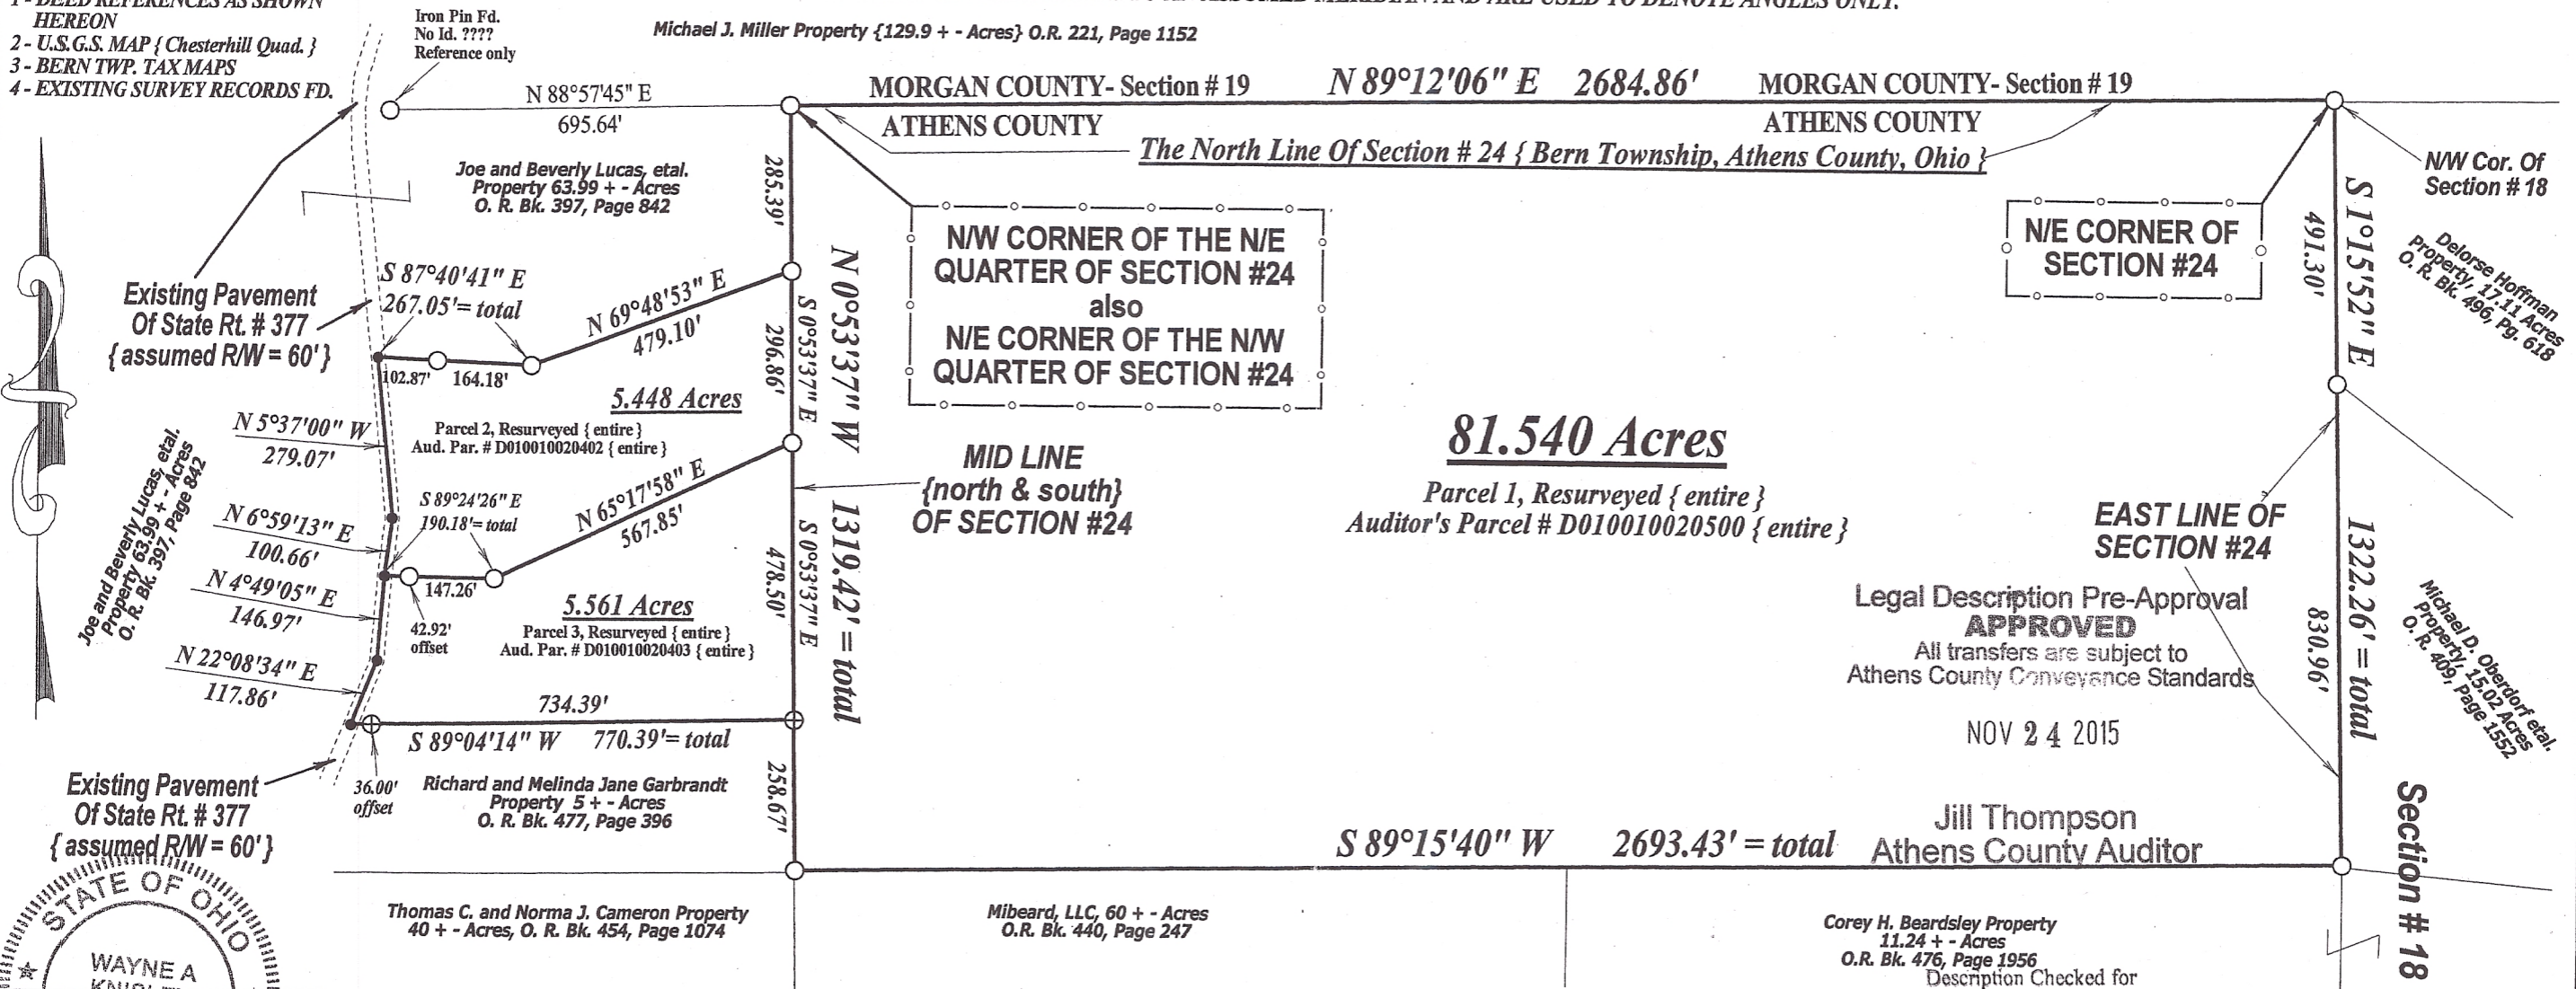 1 - DEED REFERENCES AS SHOWN
HEREON
2 - U.S.G.S. MAP { Chesterhill Quad. }
3 - BERN TWP. TAX MAPS
4 - EXISTING SURVEY RECORDS FD.
ASSUMED MERIDIAN AND ARE USED TO DENOTE ANGLES ONLY.
Iron Pin Fd.
No Id. ????
Reference only
Michael J. Miller Property {129.9 + - Acres} O.R. 221, Page 1152
N 88°57'45" E
695.64'
MORGAN COUNTY- Section # 19
N 89°12'06" E 2684.86'
MORGAN COUNTY- Section # 19
ATHENS COUNTY
ATHENS COUNTY
The North Line Of Section # 24 { Bern Township, Athens County, Ohio }
N/W Cor. Of
Section # 18
Joe and Beverly Lucas, etal.
Property 63.99 + - Acres
O. R. Bk. 397, Page 842
285.39'
N/W CORNER OF THE N/E
QUARTER OF SECTION #24
also
N/E CORNER OF THE N/W
QUARTER OF SECTION #24
N/E CORNER OF
SECTION #24
S 1°15'52" E
491.30'
Delorse Hoffman
Property, 17.11 Acres
O. R. Bk. 496, Pg. 618
Existing Pavement
Of State Rt. # 377
{ assumed R/W = 60' }
S 87°40'41" E
267.05'= total
N 69°48'53" E
479.10'
102.87'
164.18'
S 0°53'37" E
296.86'
N 0°53'37" W
1319.42' = total
5.448 Acres
Parcel 2, Resurveyed { entire }
Aud. Par. # D010010020402 { entire }
N 5°37'00" W
279.07'
Joe and Beverly Lucas, etal.
Property 63.99 + - Acres
O. R. Bk. 397, Page 842
MID LINE
{north & south}
OF SECTION #24
81.540 Acres
Parcel 1, Resurveyed { entire }
Auditor's Parcel # D010010020500 { entire }
EAST LINE OF
SECTION #24
1322.26' = total
830.96'
N 6°59'13" E
100.66'
S 89°24'26" E
190.18'= total
N 65°17'58" E
567.85'
147.26'
42.92'
offset
S 0°53'37" E
478.50'
N 4°49'05" E
146.97'
5.561 Acres
Parcel 3, Resurveyed { entire }
Aud. Par. # D010010020403 { entire }
N 22°08'34" E
117.86'
Legal Description Pre-Approval
APPROVED
All transfers are subject to
Athens County Conveyance Standards
NOV 24 2015
Jill Thompson
Athens County Auditor
Michael D. Oberdorf etal.
Property, 15.02 Acres
O. R. 409, Page 1552
734.39'
S 89°04'14" W 770.39'= total
36.00'
offset
Existing Pavement
Of State Rt. # 377
{ assumed R/W = 60' }
Richard and Melinda Jane Garbrandt
Property 5 + - Acres
O. R. Bk. 477, Page 396
258.67'
S 89°15'40" W 2693.43' = total
Section # 18
Thomas C. and Norma J. Cameron Property
40 + - Acres, O. R. Bk. 454, Page 1074
Mibeard, LLC, 60 + - Acres
O.R. Bk. 440, Page 247
Corey H. Beardsley Property
11.24 + - Acres
O.R. Bk. 476, Page 1956
Description Checked for
STATE OF OHIO
WAYNE A